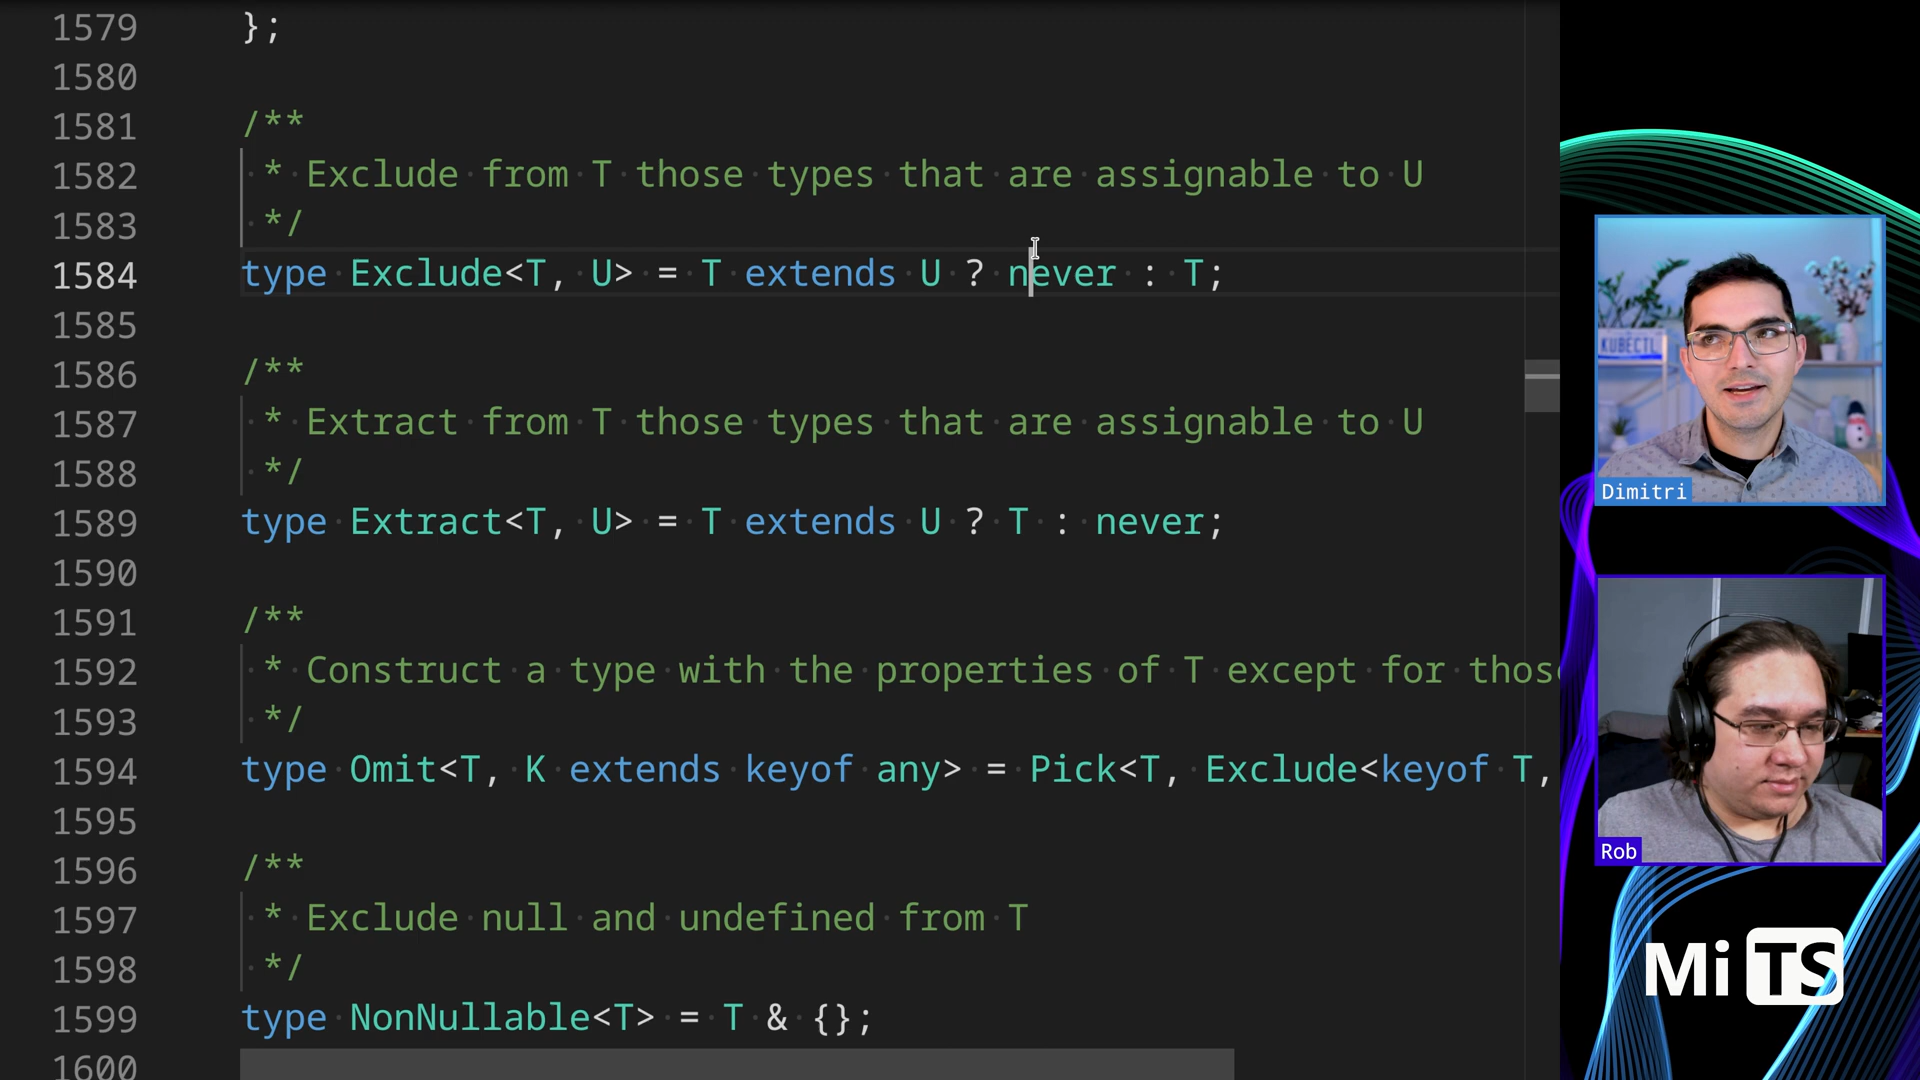 1579 };
1580
1581 /**
1582 * Exclude from T those types that are assignable to U
1583 */
1584 type Exclude<T, U> = T extends U ? never : T;
1585
1586 /**
1587 * Extract from T those types that are assignable to U
1588 */
1589 type Extract<T, U> = T extends U ? T : never;
1590
1591 /**
1592 * Construct a type with the properties of T except for those
1593 */
1594 type Omit<T, K extends keyof any> = Pick<T, Exclude<keyof T,
1595
1596 /**
1597 * Exclude null and undefined from T
1598 */
1599 type NonNullable<T> = T & {};
1600
KUBECTL
Dimitri
Rob
Mi TS